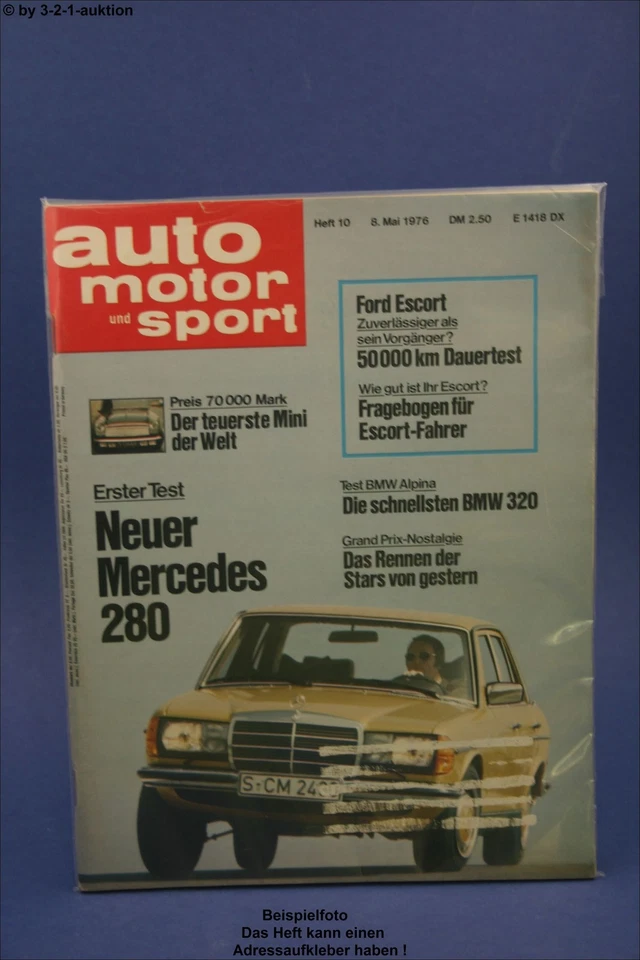 © by 3-2-1-auktion
auto
motor
und sport
Heft 10 8. Mai 1976 DM 2.50 E 1418 DX
Ford Escort
Zuverlässiger als
sein Vorgänger?
50000 km Dauertest
Wie gut ist Ihr Escort?
Fragebogen für
Escort-Fahrer
Preis 70000 Mark
Der teuerste Mini
der Welt
Erster Test
Neuer
Mercedes
280
Test BMW Alpina
Die schnellsten BMW 320
Grand Prix-Nostalgie
Das Rennen der
Stars von gestern
Beispielfoto
Das Heft kann einen
Adressaufkleber haben !